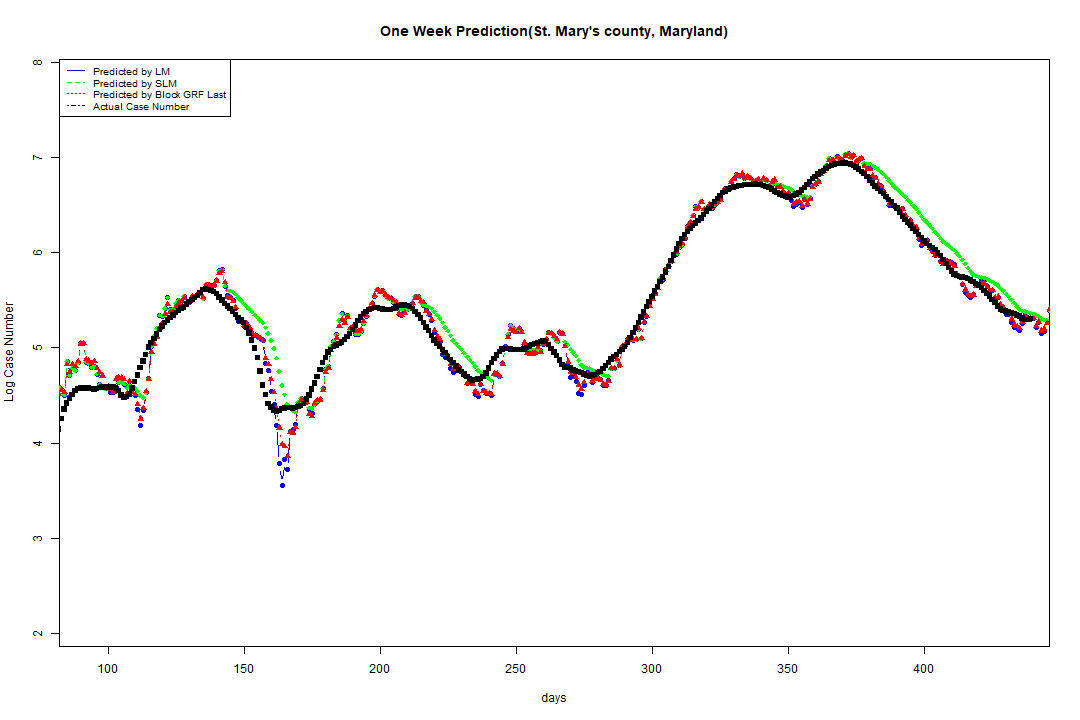 One Week Prediction(St. Mary's county, Maryland)
Predicted by LM
Predicted by SLM
Predicted by Block GRF Last
Actual Case Number
8
7
6
5
4
3
2
Log Case Number
100 150 200 250 300 350 400
days